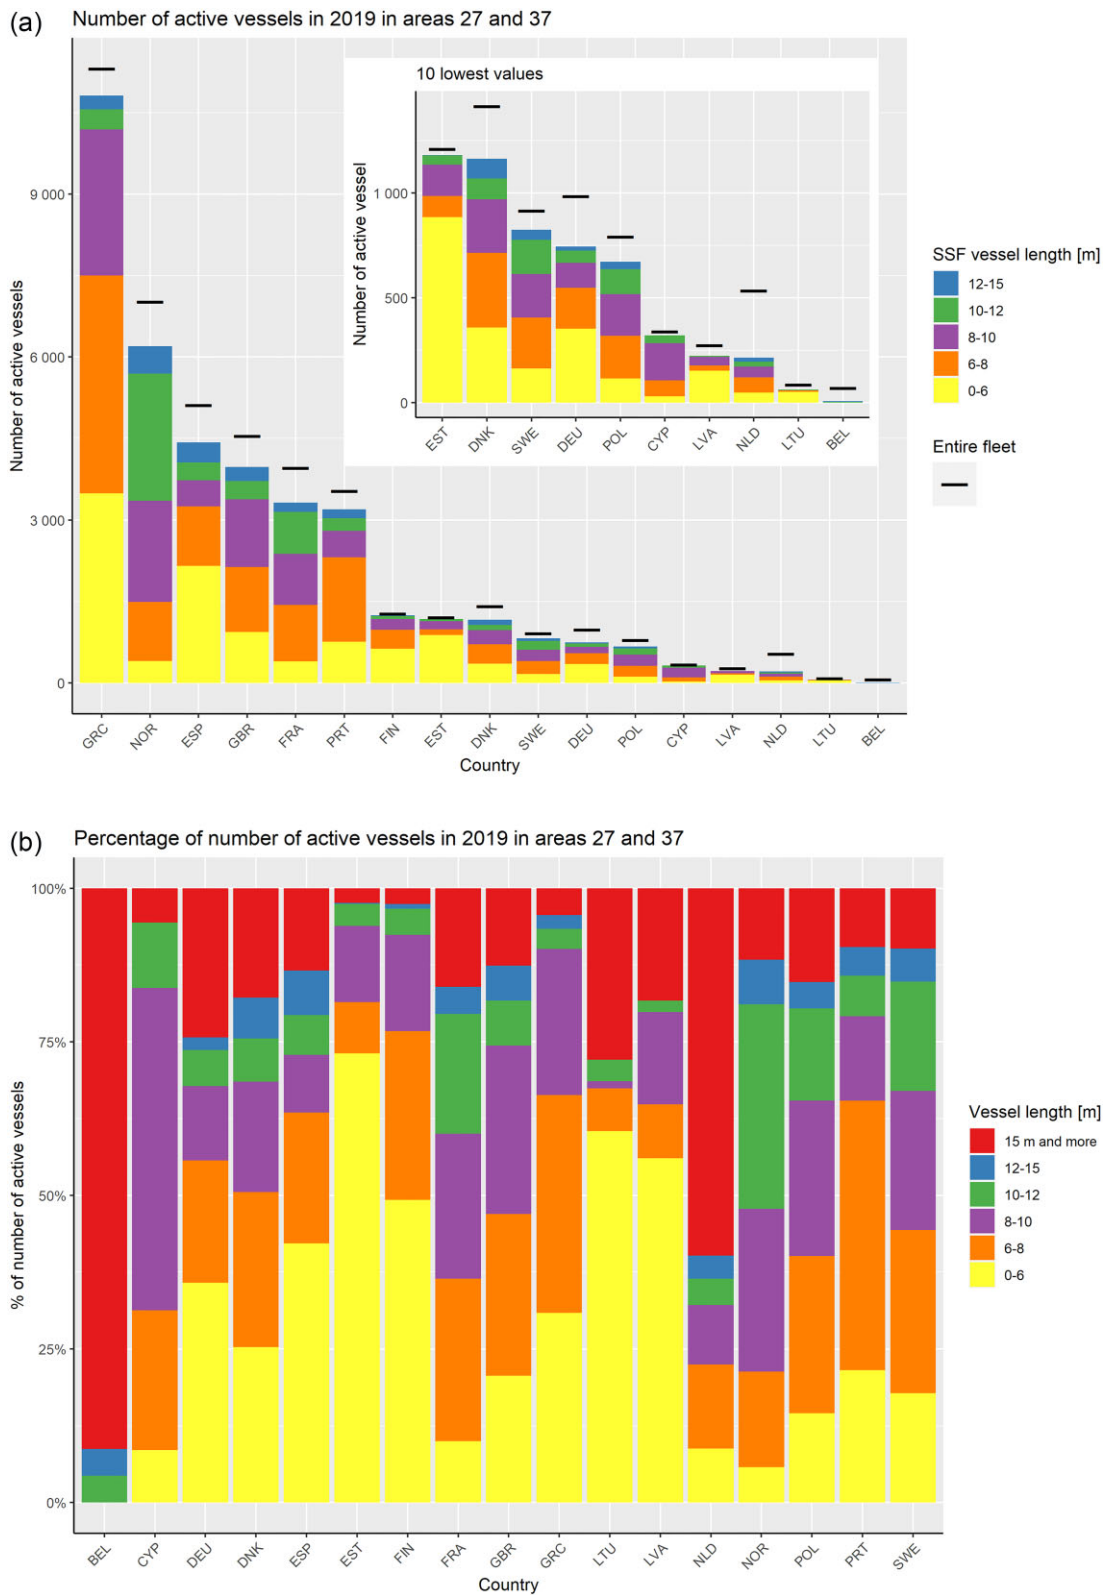 (a)
Number of active vessels in 2019 in areas 27 and 37
Number of active vessels
9 000
6 000
3 000
0
10 lowest values
Number of active vessel
1 000
500
0
EST DNK SWE DEU POL CYP LVA NLD LTU BEL
SSF vessel length [m]
12-15
10-12
8-10
6-8
0-6
Entire fleet
GRC NOR ESP GBR FRA PRT FIN EST DNK SWE DEU POL CYP LVA NLD LTU BEL
Country
(b)
Percentage of number of active vessels in 2019 in areas 27 and 37
% of number of active vessels
100%
75%
50%
25%
0%
Vessel length [m]
15 m and more
12-15
10-12
8-10
6-8
0-6
BEL CYP DEU DNK ESP EST FIN FRA GBR GRC LTU LVA NLD NOR POL PRT SWE
Country